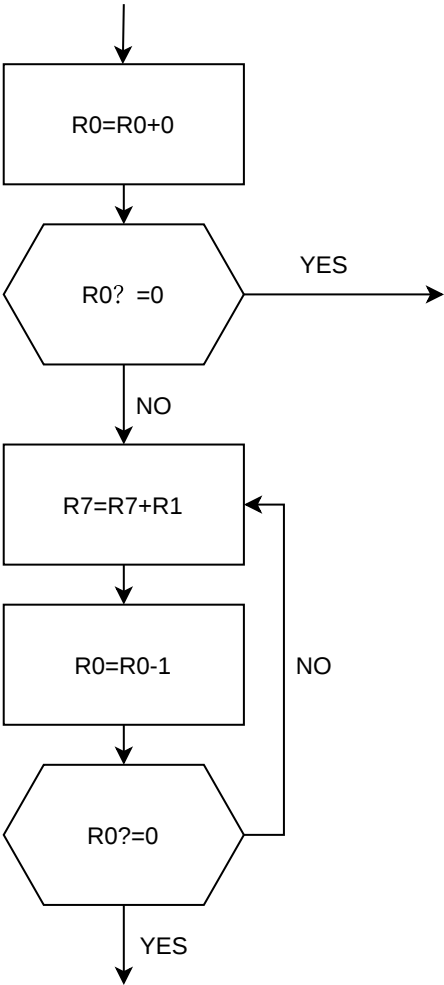 R0=R0+0
YES
R0？ =0
NO
R7=R7+R1
R0=R0-1
NO
R0?=0
YES